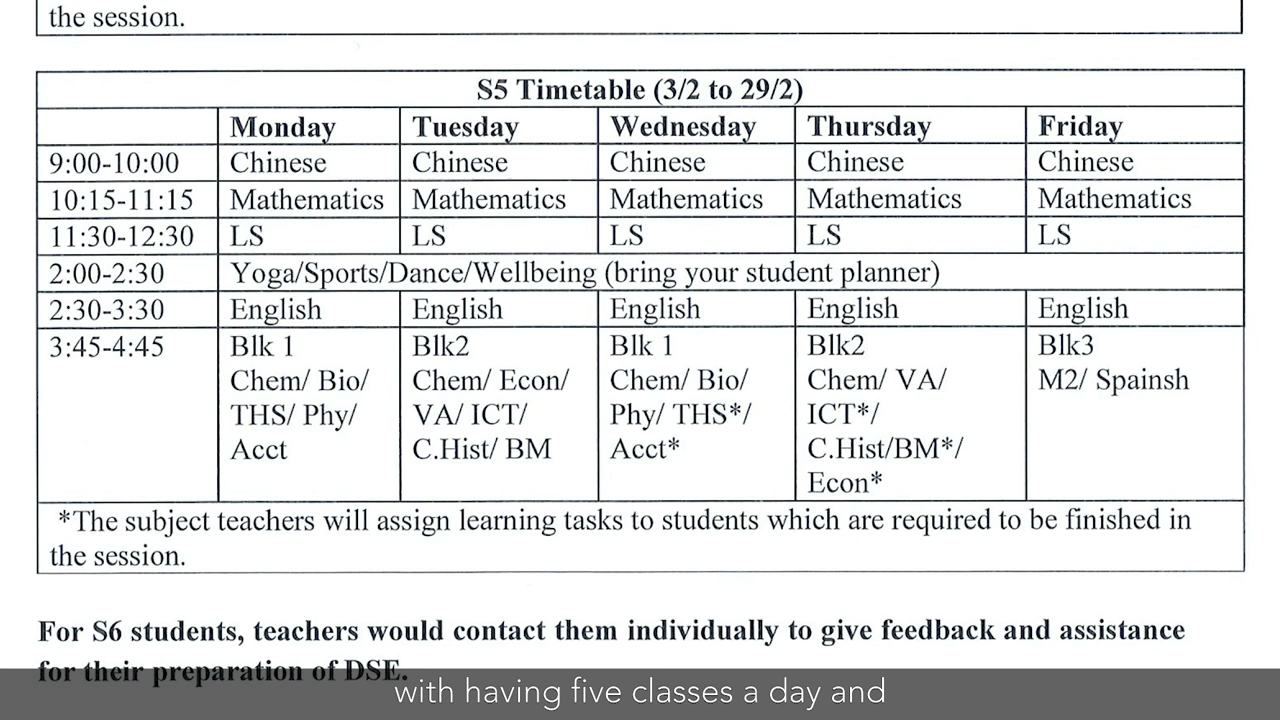 the session.
S5 Timetable (3/2 to 29/2)
Monday Tuesday Wednesday Thursday Friday
9:00-10:00 Chinese Chinese Chinese Chinese Chinese
10:15-11:15 Mathematics Mathematics Mathematics Mathematics Mathematics
11:30-12:30 LS LS LS LS LS
2:00-2:30 Yoga/Sports/Dance/Wellbeing (bring your student planner)
2:30-3:30 English English English English English
3:45-4:45 Blk 1 Blk2 Blk 1 Blk2 Blk3
Chem/ Bio/ Chem/ Econ/ Chem/ Bio/ Chem/ VA/ M2/ Spainsh
THS/ Phy/ VA/ ICT/ Phy/ THS*/ ICT*/
Acct C.Hist/ BM Acct* C.Hist/BM*/
Econ*
*The subject teachers will assign learning tasks to students which are required to be finished in
the session.
For S6 students, teachers would contact them individually to give feedback and assistance
for their preparation of DSE.
with having five classes a day and